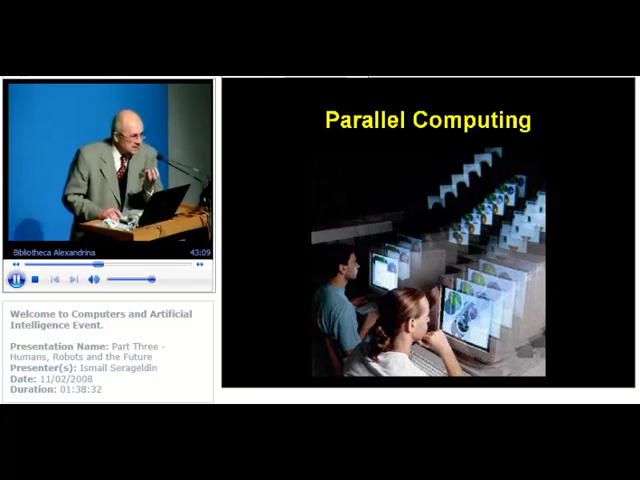 Parallel Computing
Bibliotheca Alexandrina 43:09
Welcome to Computers and Artificial
Intelligence Event.
Presentation Name: Part Three -
Humans, Robots and the Future
Presenter(s): Ismail Serageldin
Date: 11/02/2008
Duration: 01:38:32